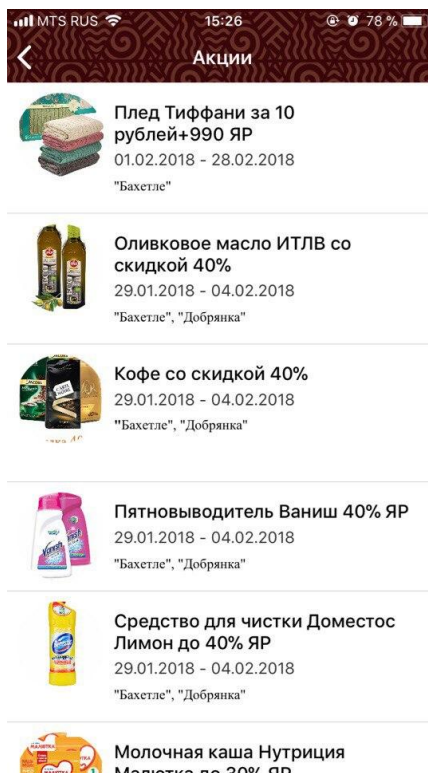 MTS RUS 15:26 78 %
Акции
Плед Тиффани за 10
рублей+990 ЯР
01.02.2018 - 28.02.2018
"Бахетле"
Оливковое масло ИТЛВ со
скидкой 40%
29.01.2018 - 04.02.2018
"Бахетле", "Добрянка"
Кофе со скидкой 40%
29.01.2018 - 04.02.2018
"Бахетле", "Добрянка"
Пятновыводитель Ваниш 40% ЯР
29.01.2018 - 04.02.2018
"Бахетле", "Добрянка"
Vanish
Средство для чистки Доместос
Лимон до 40% ЯР
29.01.2018 - 04.02.2018
"Бахетле", "Добрянка"
Молочная каша Нутриция
Малютка до 30% ЯР